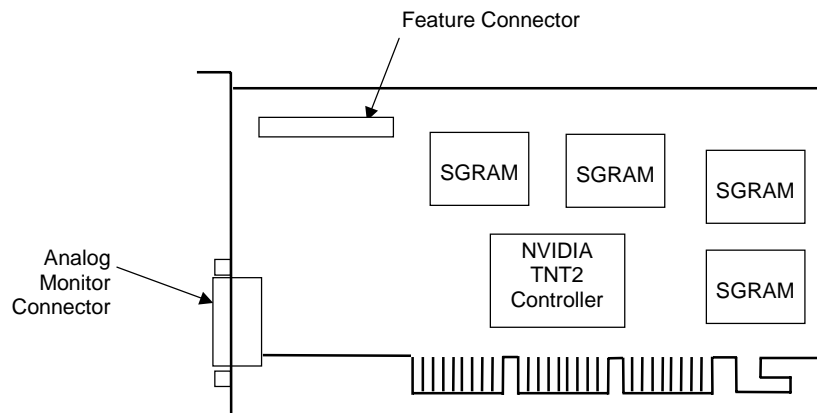 Feature Connector
SGRAM
SGRAM
SGRAM
NVIDIA
TNT2
Controller
Analog
Monitor
Connector
SGRAM